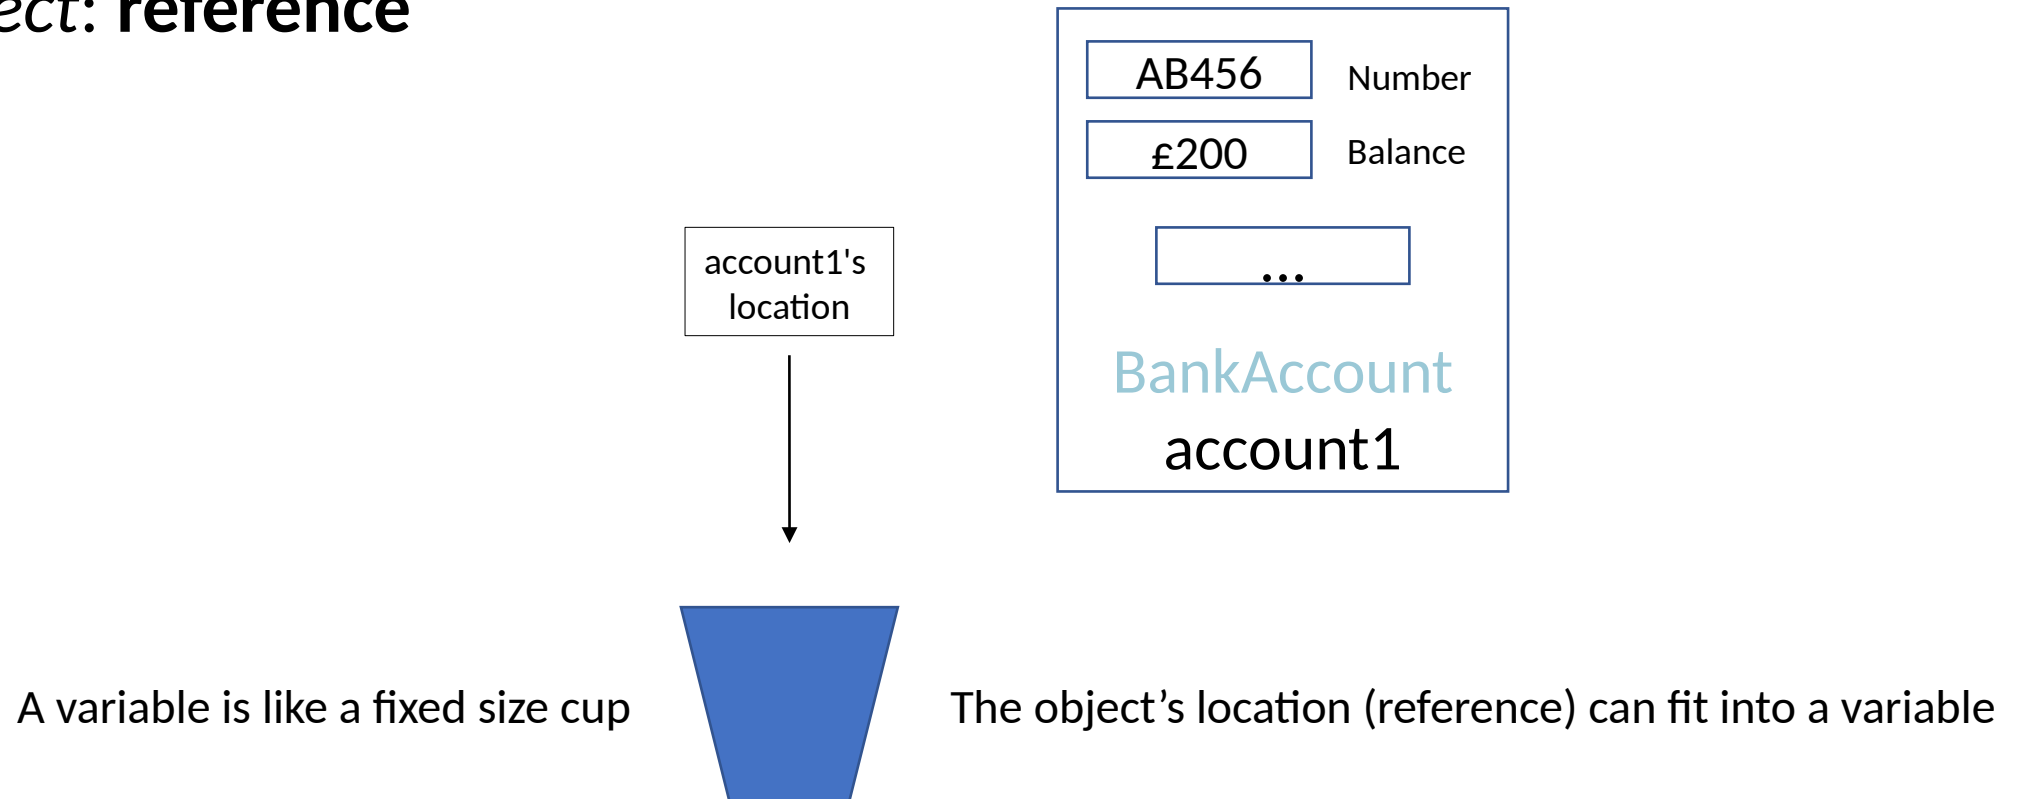 ect: reference
AB456 Number
£200 Balance
account1's
location
...
BankAccount
account1
A variable is like a fixed size cup
The object’s location (reference) can fit into a variable